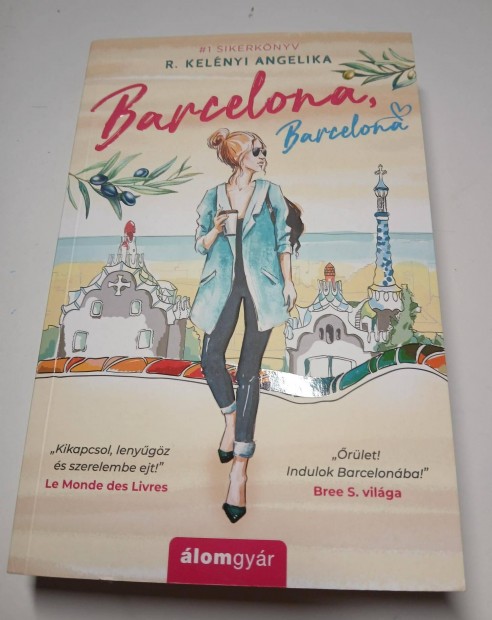 #1 SIKERKÖNYV
R. KELÉNYI ANGELIKA
Barcelona,
Barcelona
„Kikapcsol, lenyűgöz
és szerelembe ejt!”
Le Monde des Livres
„Őrület!
Indulok Barcelonába!”
Bree S. világa
álomgyár